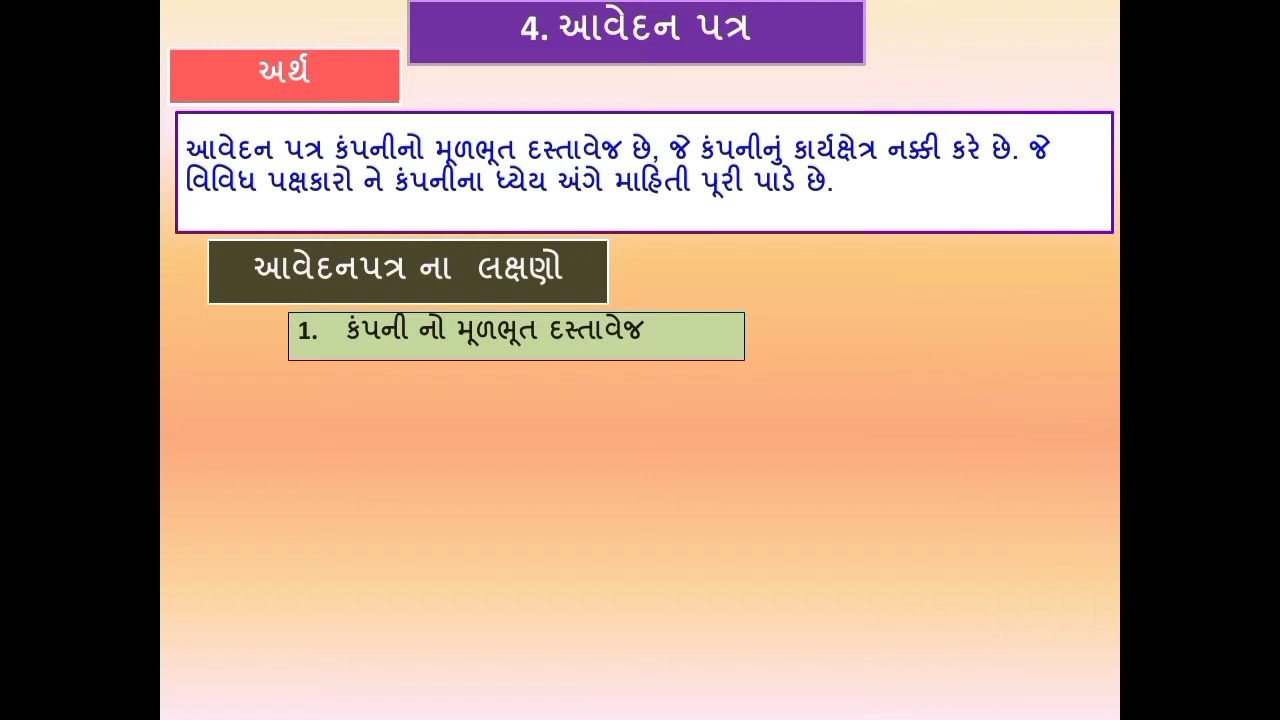 4. આવેદન પત્ર
અર્થ
આવેદન પત્ર કંપનીનો મૂળભૂત દસ્તાવેજ છે, જે કંપનીનું કાર્યક્ષેત્ર નક્કી કરે છે. જે
વિવિધ પક્ષકારો ને કંપનીના ધ્યેય અંગે માહિતી પૂરી પાડે છે.
આવેદનપત્ર ના લક્ષણો
1. કંપની નો મૂળભૂત દસ્તાવેજ